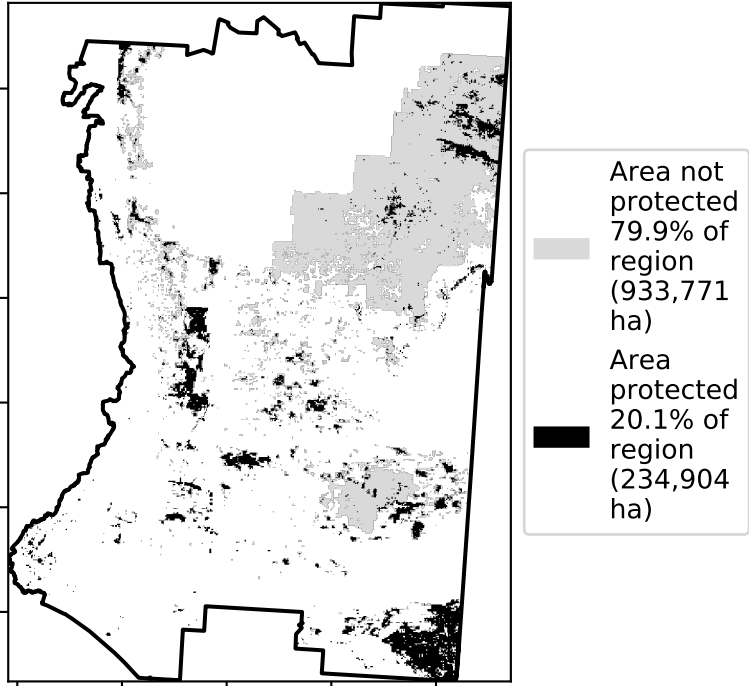 Area not
protected
79.9% of
region
(933,771
ha)
Area
protected
20.1% of
region
(234,904
ha)